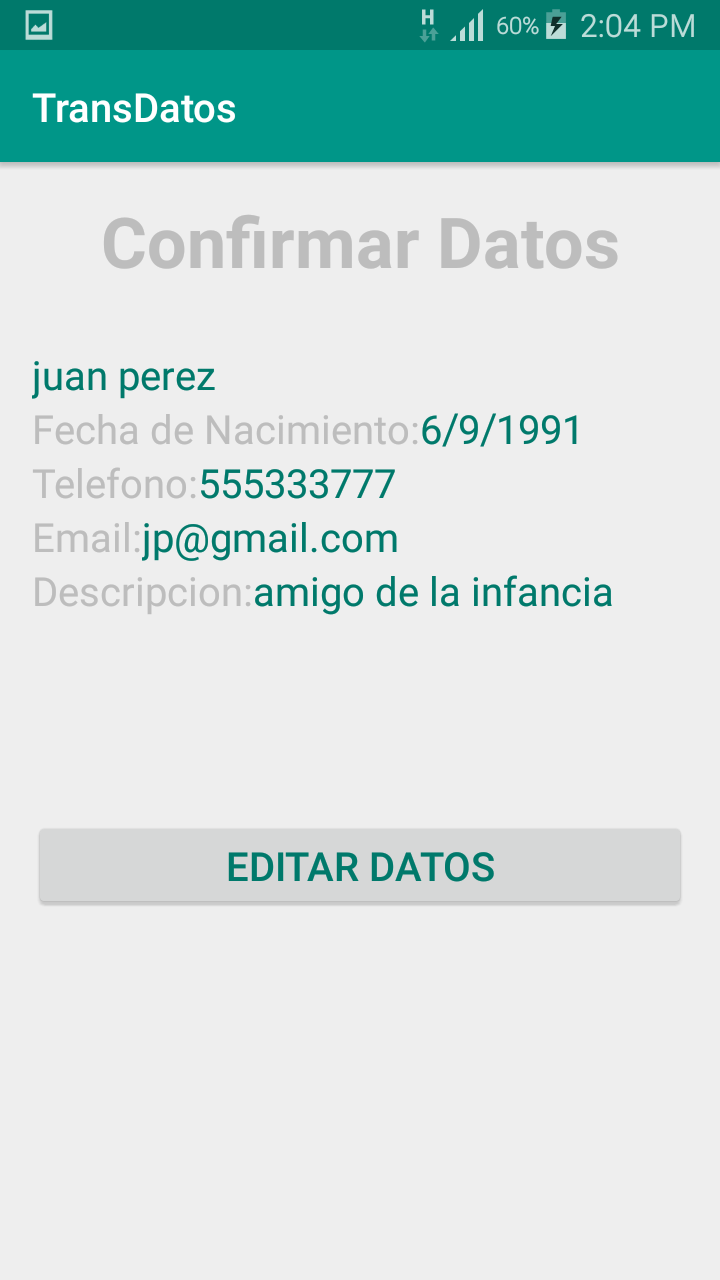 H 60% 2:04 PM
TransDatos
Confirmar Datos
juan perez
Fecha de Nacimiento:6/9/1991
Telefono:555333777
Email:jp@gmail.com
Descripcion:amigo de la infancia
EDITAR DATOS